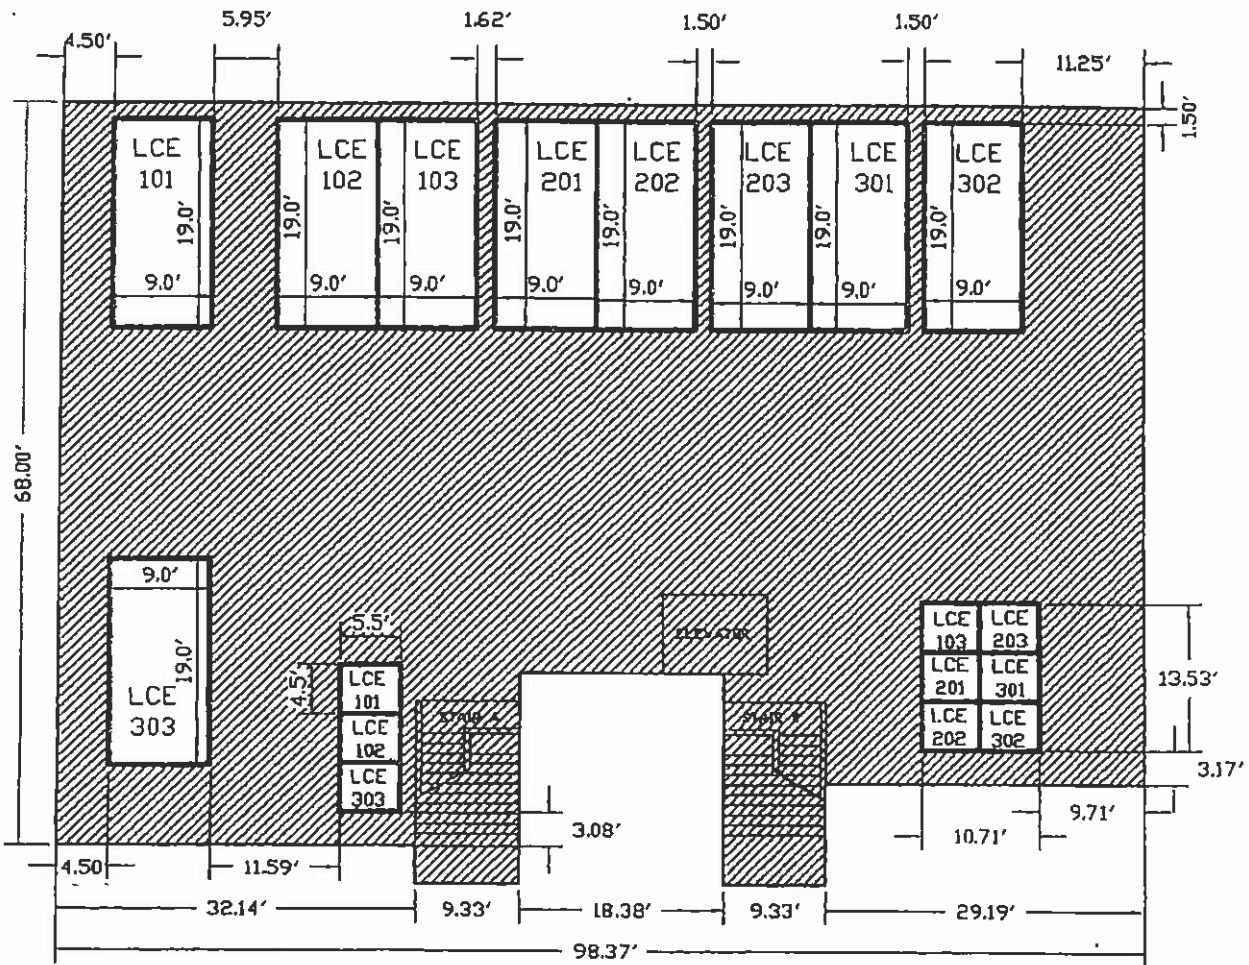 5.95' 1.62' 1.50' 1.50'
4.50' 11.25'
1.50'
LCE 101
LCE 102
LCE 103
LCE 201
LCE 202
LCE 203
LCE 301
LCE 302
19.0' 19.0' 19.0' 19.0' 19.0' 19.0' 19.0' 19.0'
9.0' 9.0' 9.0' 9.0' 9.0' 9.0' 9.0' 9.0'
68.00'
9.0'
19.0'
LCE 303
5.5'
4.5'
LCE 101
LCE 102
LCE 303
ELEVATOR
STAIR A
STAIR
LCE 103
LCE 203
LCE 201
LCE 301
LCE 202
LCE 302
13.53'
3.17'
3.08'
9.71'
10.71'
4.50' 11.59'
32.14' 9.33' 18.38' 9.33' 29.19'
98.37'